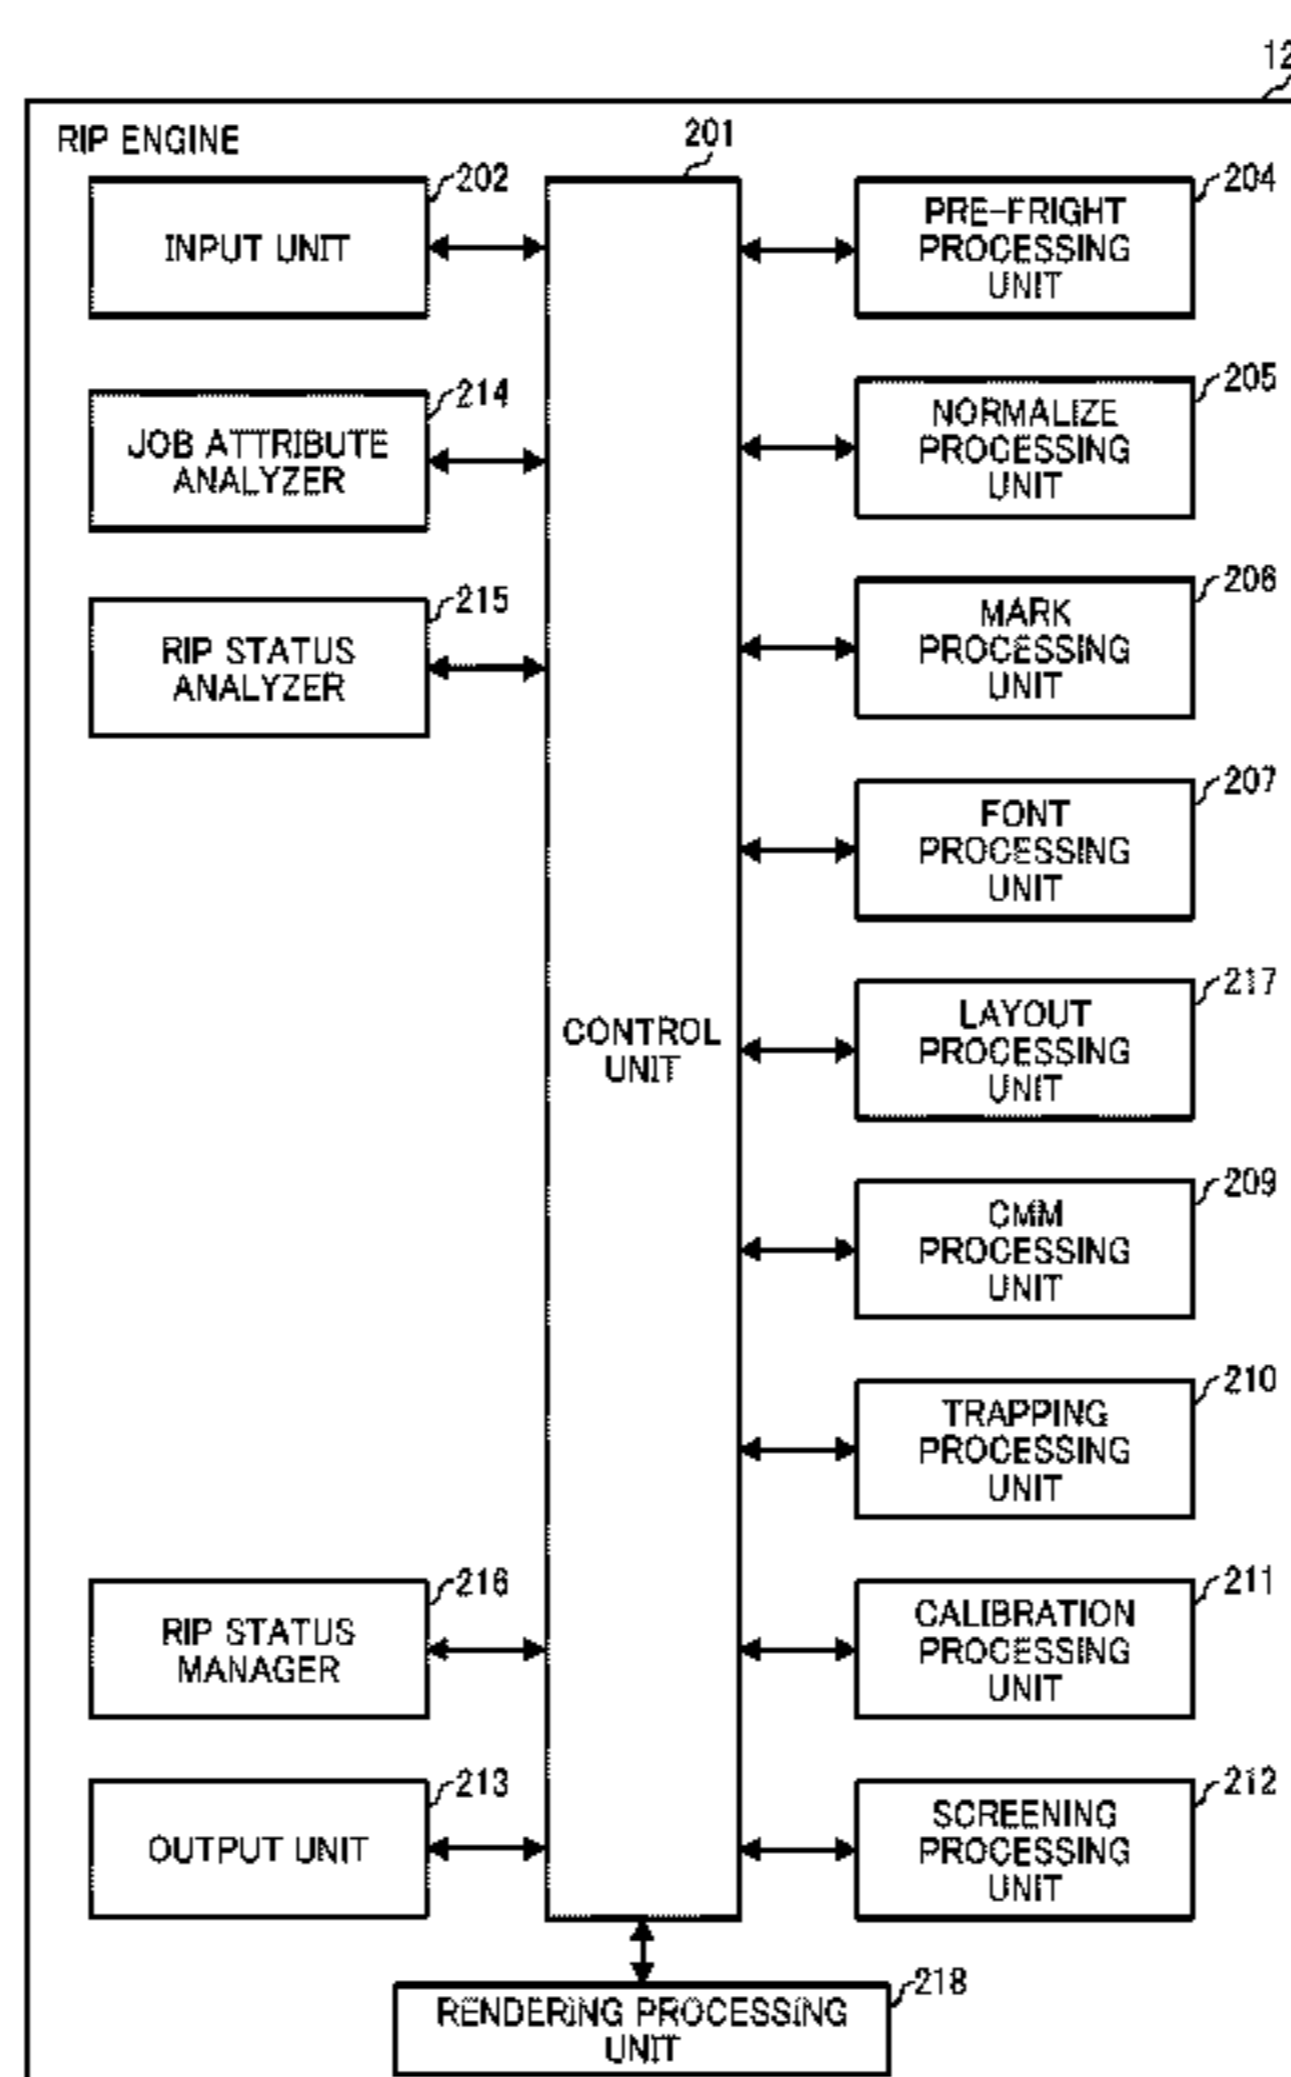 12
RIP ENGINE
201
202
INPUT UNIT
204
PRE-FRIGHT
PROCESSING
UNIT
214
JOB ATTRIBUTE
ANALYZER
205
NORMALIZE
PROCESSING
UNIT
215
RIP STATUS
ANALYZER
206
MARK
PROCESSING
UNIT
207
FONT
PROCESSING
UNIT
CONTROL
UNIT
217
LAYOUT
PROCESSING
UNIT
209
CMM
PROCESSING
UNIT
210
TRAPPING
PROCESSING
UNIT
216
RIP STATUS
MANAGER
211
CALIBRATION
PROCESSING
UNIT
213
OUTPUT UNIT
212
SCREENING
PROCESSING
UNIT
218
RENDERING PROCESSING
UNIT